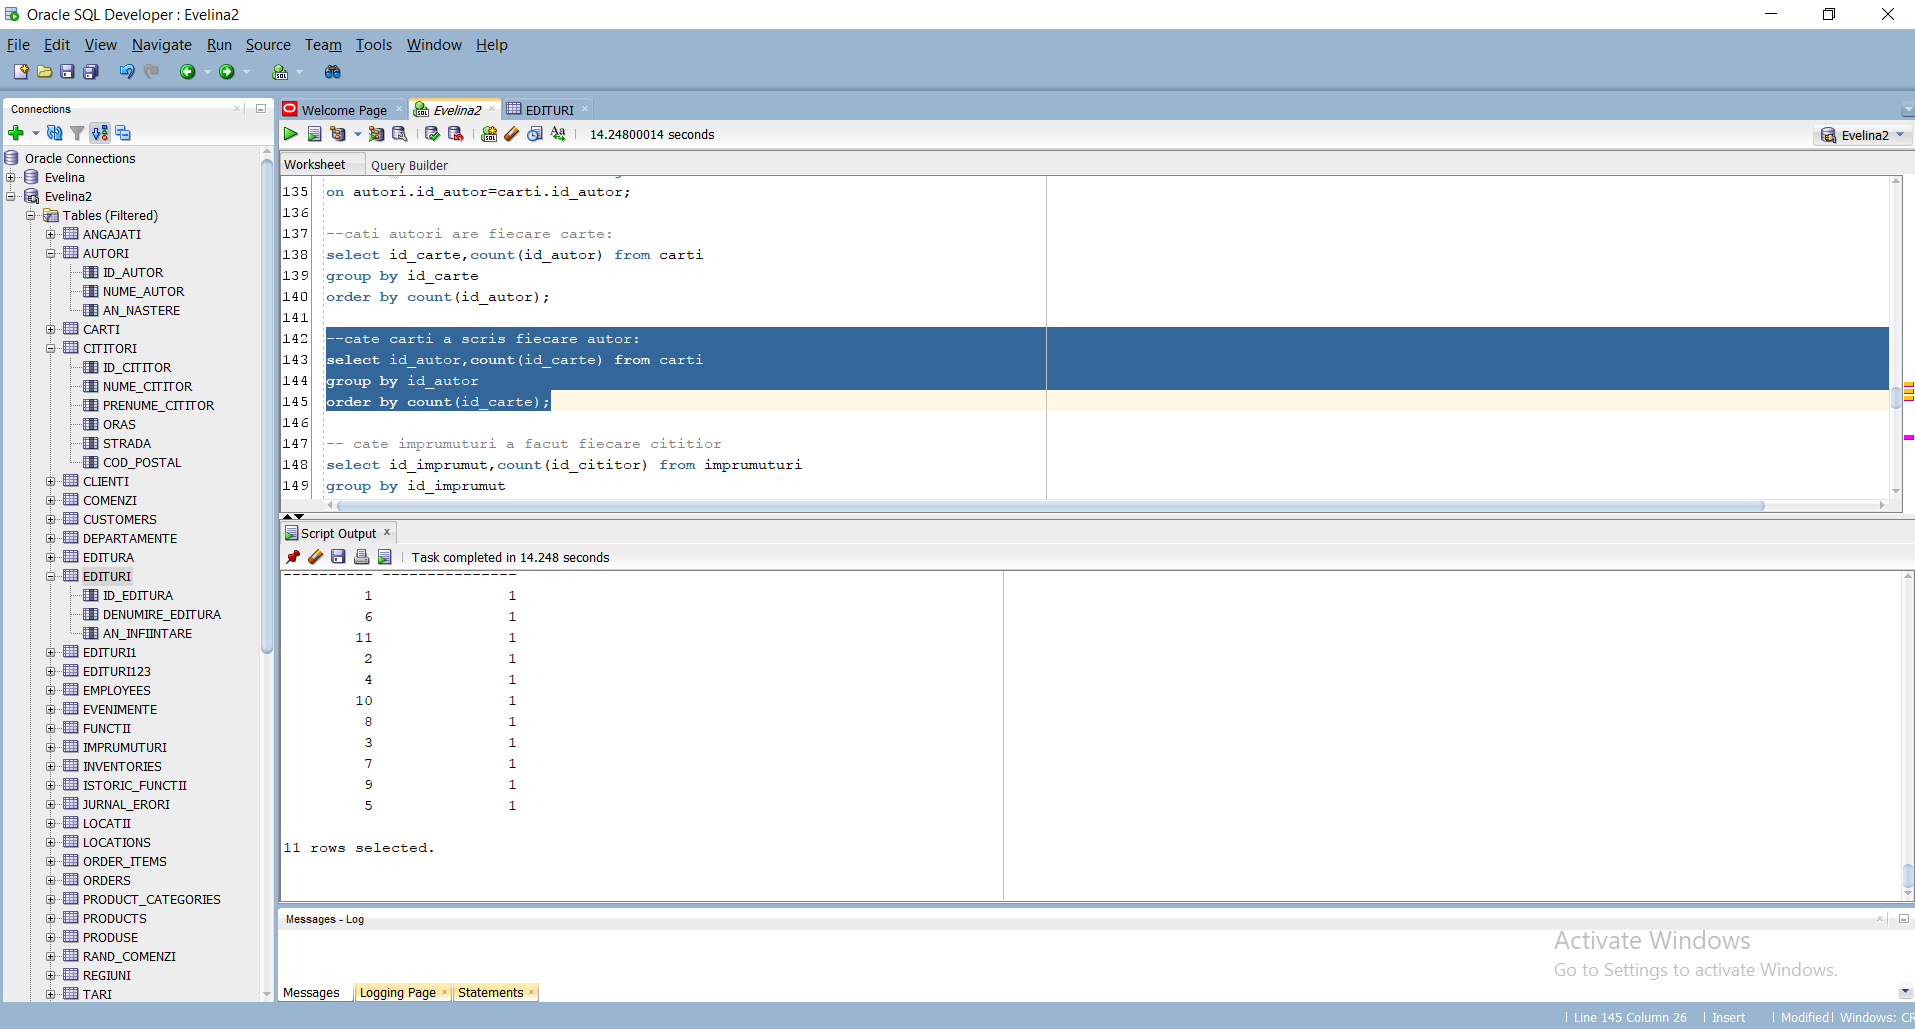 Oracle SQL Developer : Evelina2
File Edit View Navigate Run Source Team Tools Window Help
Connections
Oracle Connections
Evelina
Evelina2
Tables (Filtered)
ANGAJATI
AUTORI
ID_AUTOR
NUME_AUTOR
AN_NASTERE
CARTI
CITITORI
ID_CITITOR
NUME_CITITOR
PRENUME_CITITOR
ORAS
STRADA
COD_POSTAL
CLIENTI
COMENZI
CUSTOMERS
DEPARTAMENTE
EDITURA
EDITURI
ID_EDITURA
DENUMIRE_EDITURA
AN_INFIINTARE
EDITURI1
EDITURI123
EMPLOYEES
EVENIMENTE
FUNCTII
IMPRUMUTURI
INVENTORIES
ISTORIC_FUNCTII
JURNAL_ERORI
LOCATII
LOCATIONS
ORDER_ITEMS
ORDERS
PRODUCT_CATEGORIES
PRODUCTS
PRODUSE
RAND_COMENZI
REGIUNI
TARI
Welcome Page Evelina2 EDITURI
14.24800014 seconds
Evelina2
Worksheet Query Builder
135 on autori.id_autor=carti.id_autor;
136
137 --cati autori are fiecare carte:
138 select id_carte,count(id_autor) from carti
139 group by id_carte
140 order by count(id_autor);
141
142 --cate carti a scris fiecare autor:
143 select id_autor,count(id_carte) from carti
144 group by id_autor
145 order by count(id_carte);
146
147 -- cate imprumuturi a facut fiecare cititior
148 select id_imprumut,count(id_cititor) from imprumuturi
149 group by id_imprumut
Script Output
Task completed in 14.248 seconds
---------- ---------------
1 1
6 1
11 1
2 1
4 1
10 1
8 1
3 1
7 1
9 1
5 1
11 rows selected.
Messages - Log
Activate Windows
Go to Settings to activate Windows.
Messages Logging Page Statements
Line 145 Column 26 Insert Modified Windows: CR